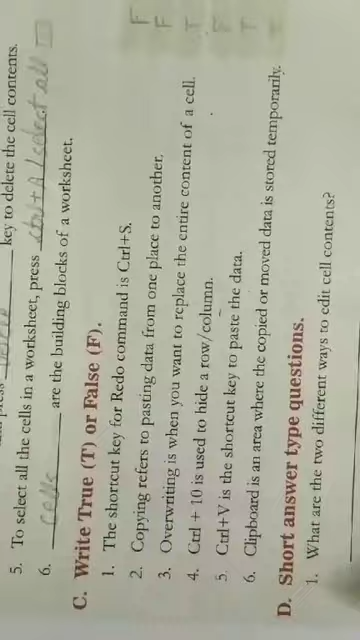 key to delete the cell contents.
5. To select all the cells in a worksheet, press ctrl+A/select all
6. cells are the building blocks of a worksheet.
C. Write True (T) or False (F).
1. The shortcut key for Redo command is Ctrl+S. F
2. Copying refers to pasting data from one place to another. F
3. Overwriting is when you want to replace the entire content of a cell. T
4. Ctrl + 10 is used to hide a row/column. F
5. Ctrl+V is the shortcut key to paste the data. T
6. Clipboard is an area where the copied or moved data is stored temporarily.
D. Short answer type questions.
1. What are the two different ways to edit cell contents?